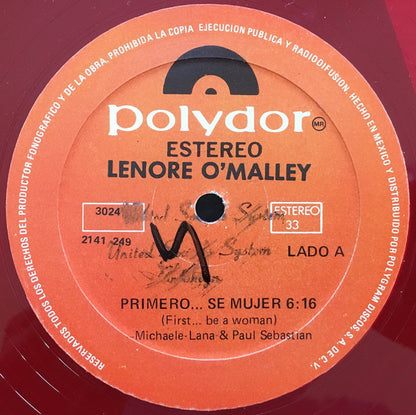 RESERVADOS TODOS LOS DERECHOS DEL PRODUCTOR FONOGRAFICO Y DE LA OBRA. PROHIBIDA LA COPIA EJECUCION PUBLICA Y RADIODIFUSION. HECHO EN MEXICO Y DISTRIBUIDO POR POLYGRAM DISCOS, S. A. DE C. V.
polydor MR
ESTEREO
LENORE O'MALLEY
3024
ESTEREO
33
2141 249
United System
LADO A
PRIMERO... SE MUJER 6:16
(First... be a woman)
Michaele-Lana & Paul Sebastian